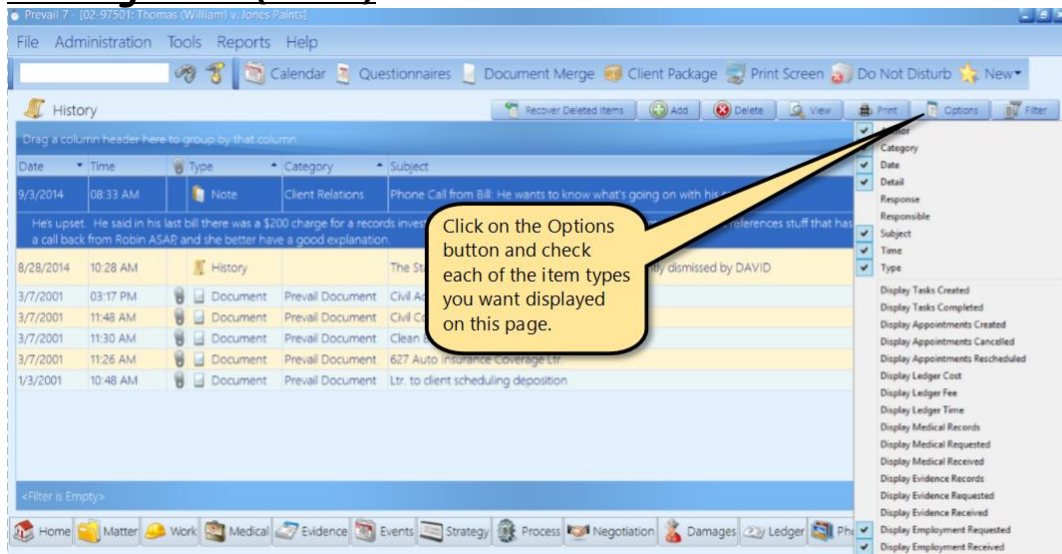 Prevail 7 - [02-97501: Thomas (William) v. Jones Paints]
File Administration Tools Reports Help
Calendar Questionnaires Document Merge Client Package Print Screen Do Not Disturb New
History Recover Deleted Items Add Delete View Print Options Filter
Drag a column header here to group by that column
Date Time Type Category Subject
9/3/2014 08:33 AM Note Client Relations Phone Call from Bill: He wants to know what's going on with his
He's upset. He said in his last bill there was a $200 charge for a records references stuff that has
a call back from Robin ASAP, and she better have a good explanation.
8/28/2014 10:28 AM History The dismissed by DAVID
3/7/2001 03:17 PM Document Prevail Document Civil
3/7/2001 11:48 AM Document Prevail Document Civil
3/7/2001 11:30 AM Document Prevail Document Clean
3/7/2001 11:26 AM Document Prevail Document 627 Auto Insurance Coverage Ltr.
1/3/2001 10:48 AM Document Prevail Document Ltr. to client scheduling deposition
Click on the Options
button and check
each of the item types
you want displayed
on this page.
Category
Date
Detail
Response
Responsible
Subject
Time
Type
Display Tasks Created
Display Tasks Completed
Display Appointments Created
Display Appointments Cancelled
Display Appointments Rescheduled
Display Ledger Cost
Display Ledger Fee
Display Ledger Time
Display Medical Records
Display Medical Requested
Display Medical Received
Display Evidence Records
Display Evidence Requested
Display Evidence Received
Display Employment Requested
Display Employment Received
<Filter is Empty>
Home Matter Work Medical Evidence Events Strategy Process Negotiation Damages Ledger